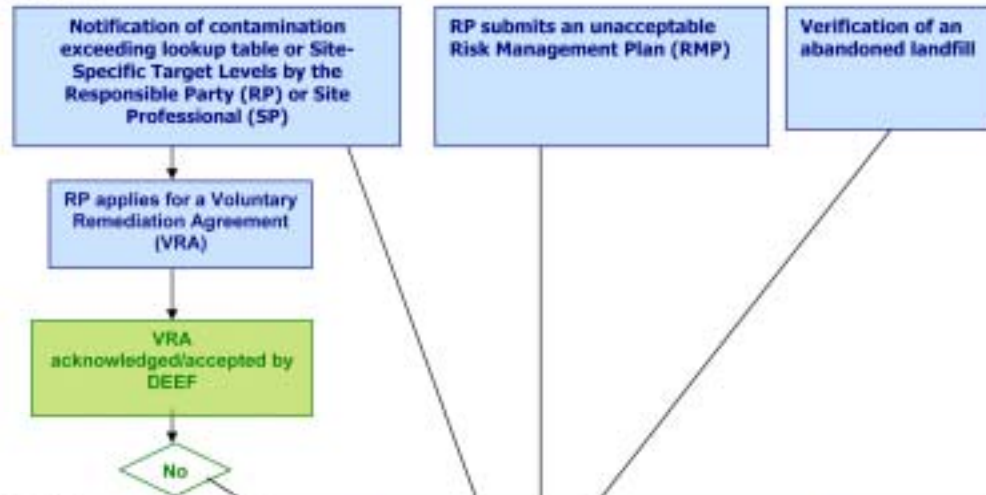 Notification of contamination
exceeding lookup table or Site-
Specific Target Levels by the
Responsible Party (RP) or Site
Professional (SP)
RP submits an unacceptable
Risk Management Plan (RMP)
Verification of an
abandoned landfill
RP applies for a Voluntary
Remediation Agreement
(VRA)
VRA
acknowledged/accepted by
DEEF
No